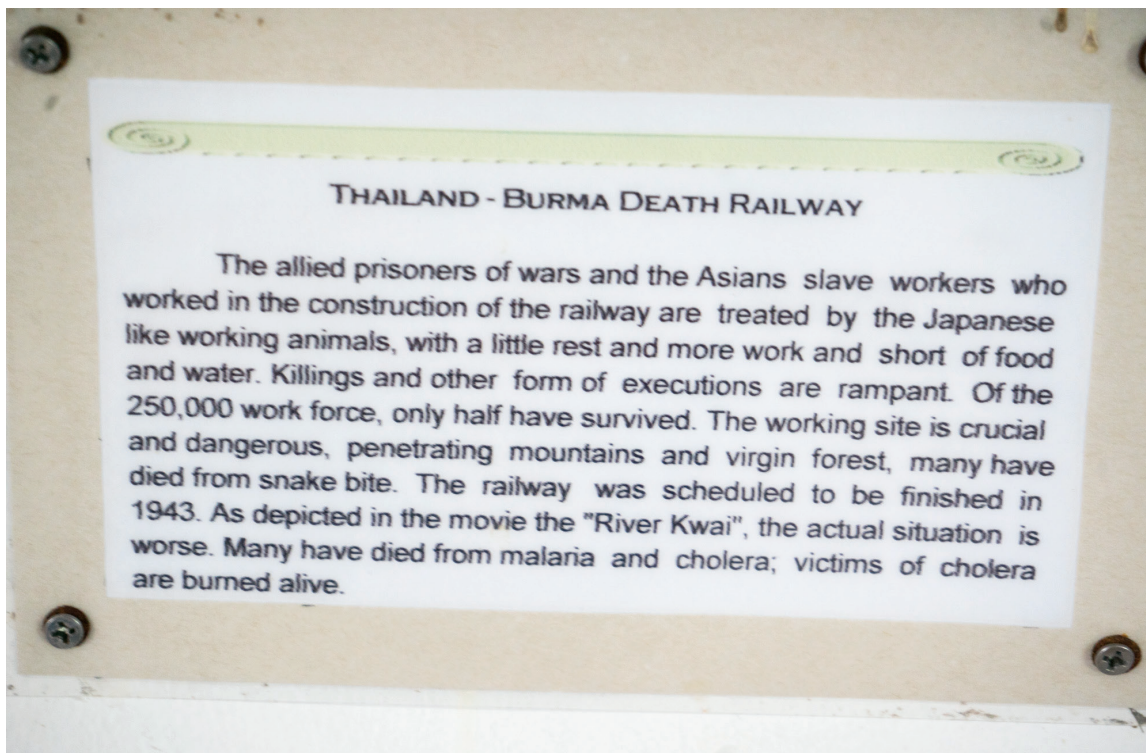 THAILAND - BURMA DEATH RAILWAY
The allied prisoners of wars and the Asians slave workers who
worked in the construction of the railway are treated by the Japanese
like working animals, with a little rest and more work and short of food
and water. Killings and other form of executions are rampant. Of the
250,000 work force, only half have survived. The working site is crucial
and dangerous, penetrating mountains and virgin forest, many have
died from snake bite. The railway was scheduled to be finished in
1943. As depicted in the movie the "River Kwai", the actual situation is
worse. Many have died from malaria and cholera; victims of cholera
are burned alive.